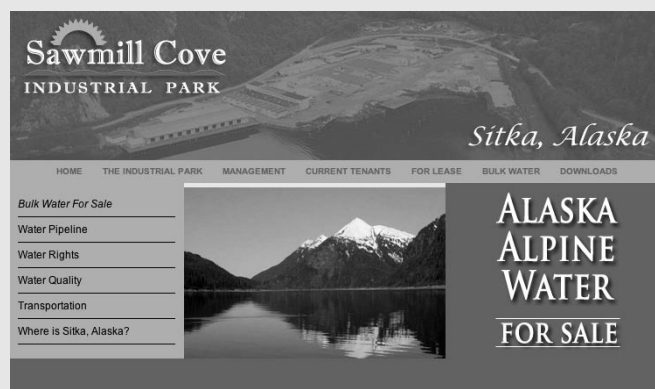 Sawmill Cove
INDUSTRIAL PARK
Sitka, Alaska
HOME THE INDUSTRIAL PARK MANAGEMENT CURRENT TENANTS FOR LEASE BULK WATER DOWNLOADS
Bulk Water For Sale
Water Pipeline
Water Rights
Water Quality
Transportation
Where is Sitka, Alaska?
ALASKA
ALPINE
WATER
FOR SALE